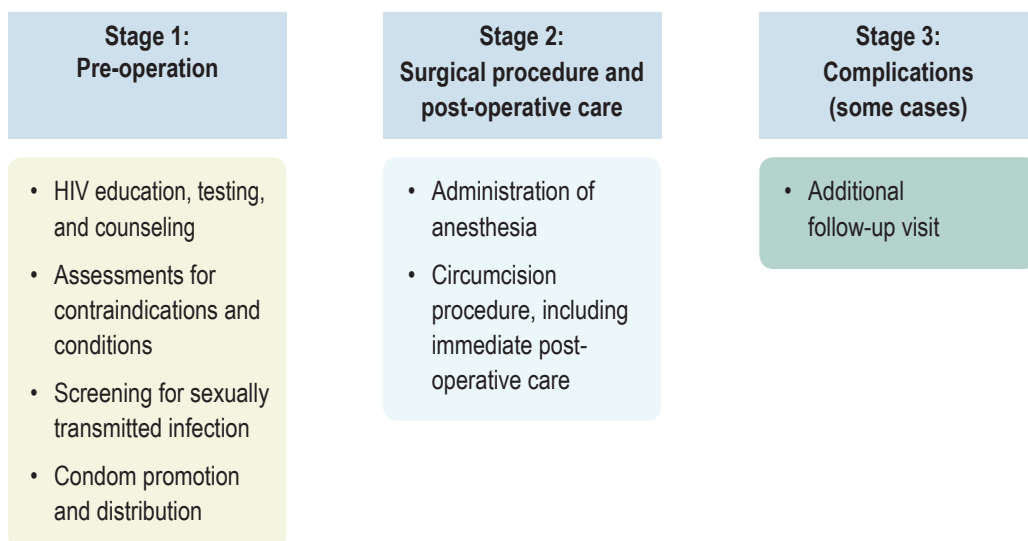 Stage 1:
Pre-operation
• HIV education, testing,
and counseling
• Assessments for
contraindications and
conditions
• Screening for sexually
transmitted infection
• Condom promotion
and distribution
Stage 2:
Surgical procedure and
post-operative care
• Administration of
anesthesia
• Circumcision
procedure, including
immediate post-
operative care
Stage 3:
Complications
(some cases)
• Additional
follow-up visit